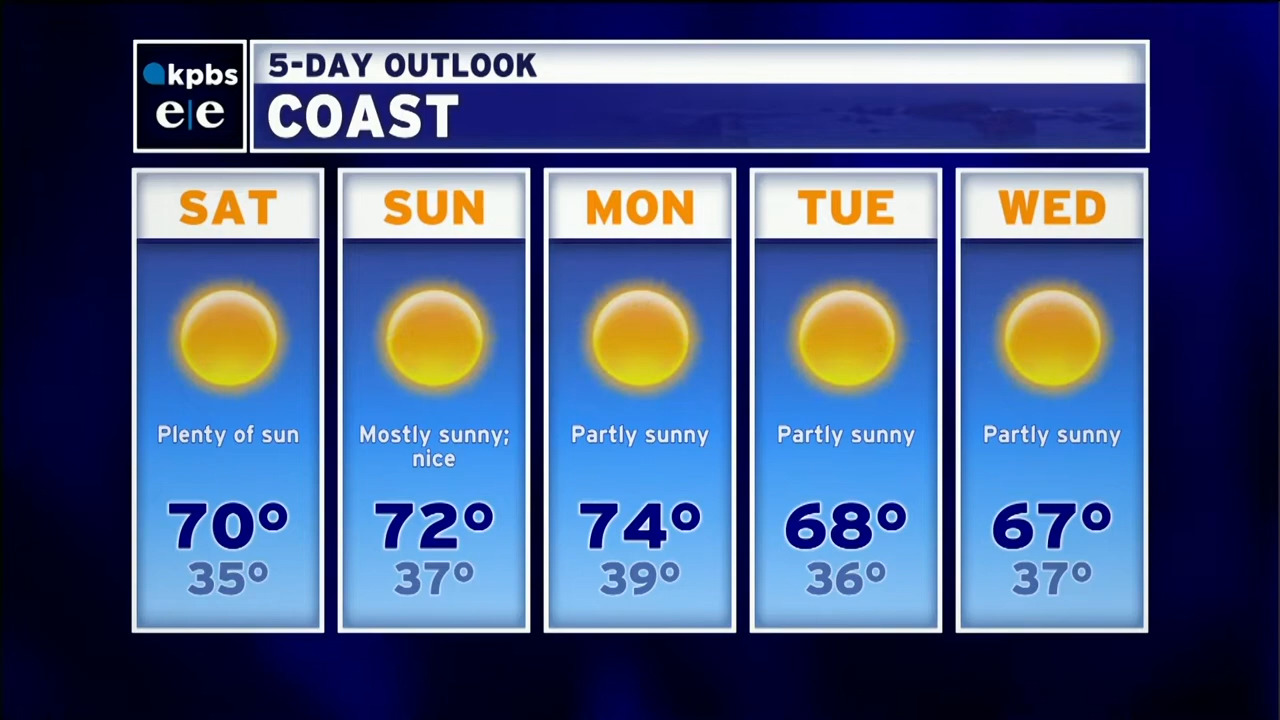 kpbs
e|e
5-DAY OUTLOOK
COAST
SAT
SUN
MON
TUE
WED
Plenty of sun
Mostly sunny;
nice
Partly sunny
Partly sunny
Partly sunny
70°
72°
74°
68°
67°
35°
37°
39°
36°
37°